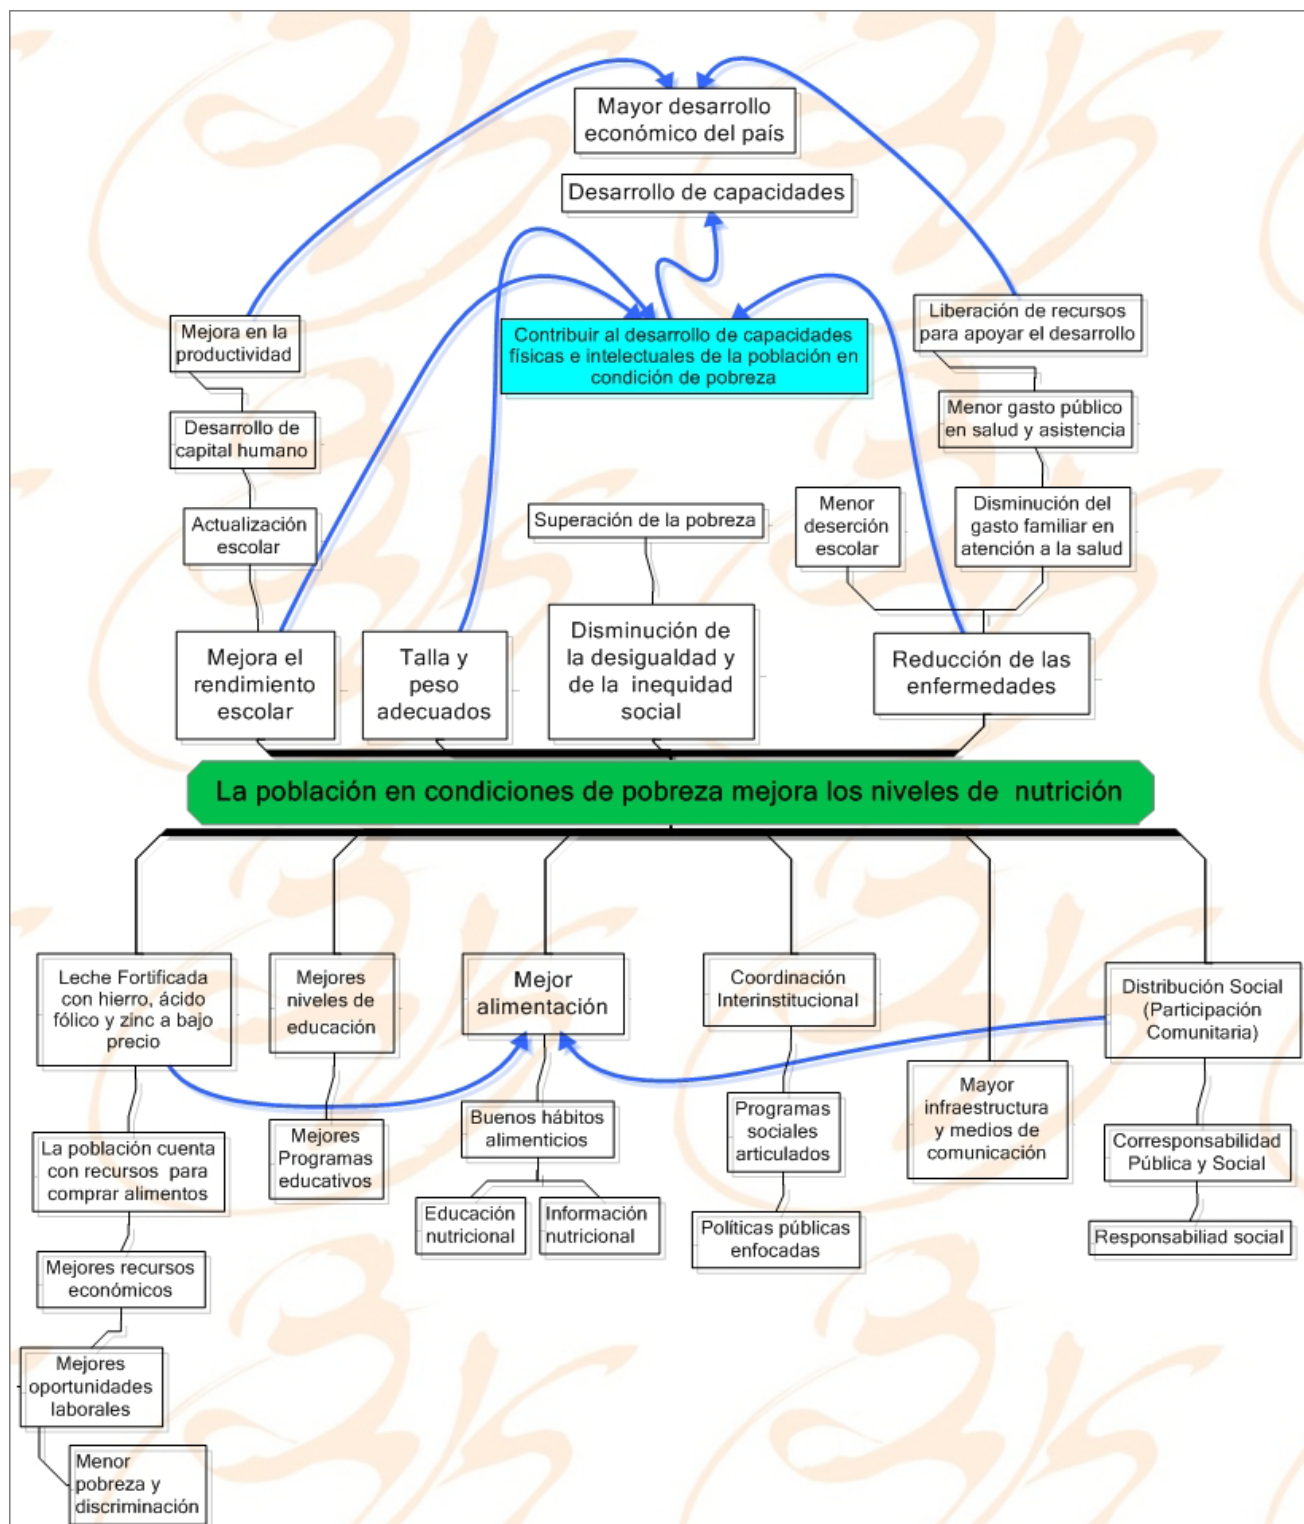 Mayor desarrollo
económico del país
Desarrollo de capacidades
Mejora en la
productividad
Contribuir al desarrollo de capacidades
físicas e intelectuales de la población en
condición de pobreza
Liberación de recursos
para apoyar el desarrollo
Desarrollo de
capital humano
Menor gasto público
en salud y asistencia
Actualización
escolar
Superación de la pobreza
Menor
deserción
escolar
Disminución del
gasto familiar en
atención a la salud
Mejora el
rendimiento
escolar
Talla y
peso
adecuados
Disminución de
la desigualdad y
de la inequidad
social
Reducción de las
enfermedades
La población en condiciones de pobreza mejora los niveles de nutrición
Leche Fortificada
con hierro, ácido
fólico y zinc a bajo
precio
Mejores
niveles de
educación
Mejor
alimentación
Coordinación
Interinstitucional
Distribución Social
(Participación
Comunitaria)
Mayor
infraestructura
y medios de
comunicación
La población cuenta
con recursos para
comprar alimentos
Mejores
Programas
educativos
Buenos hábitos
alimenticios
Programas
sociales
articulados
Corresponsabilidad
Pública y Social
Educación
nutricional
Información
nutricional
Políticas públicas
enfocadas
Responsabiliad social
Mejores recursos
económicos
Mejores
oportunidades
laborales
Menor
pobreza y
discriminación